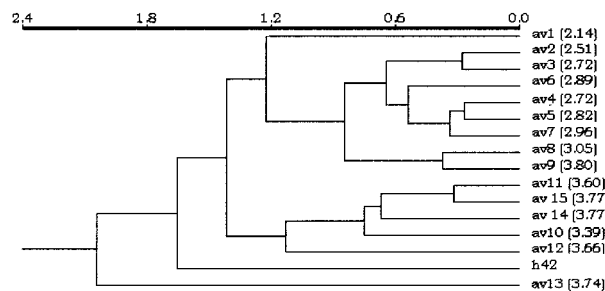 2.4 1.8 1.2 0.6 0.0
av1 (2.14)
av2 (2.51)
av3 (2.72)
av6 (2.89)
av4 (2.72)
av5 (2.82)
av7 (2.96)
av8 (3.05)
av9 (3.80)
av11 (3.60)
av 15 (3.77
av 14 (3.77
av10 (3.39)
av12 (3.66)
h42
av13 (3.74)